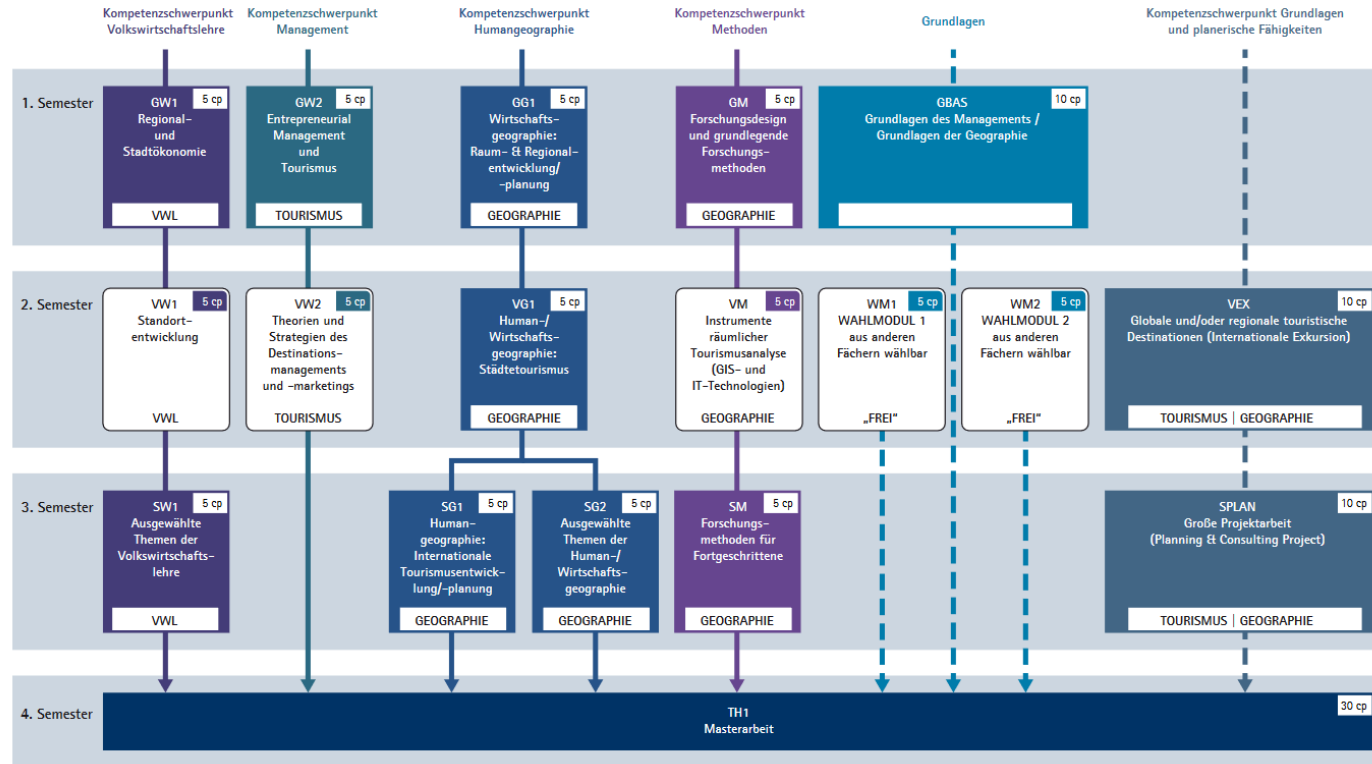 Kompetenzschwerpunkt
Volkswirtschaftslehre
Kompetenzschwerpunkt
Management
Kompetenzschwerpunkt
Humangeographie
Kompetenzschwerpunkt
Methoden
Grundlagen
Kompetenzschwerpunkt Grundlagen
und planerische Fähigkeiten
1. Semester
GW1
5 cp
Regional-
und
Stadtökonomie
VWL
GW2
5 cp
Entrepreneurial
Management
und
Tourismus
TOURISMUS
GG1
5 cp
Wirtschafts-
geographie:
Raum- & Regional-
entwicklung/
-planung
GEOGRAPHIE
GM
5 cp
Forschungsdesign
und grundlegende
Forschungs-
methoden
GEOGRAPHIE
GBAS
10 cp
Grundlagen des Managements /
Grundlagen der Geographie
2. Semester
VW1
5 cp
Standort-
entwicklung
VWL
VW2
5 cp
Theorien und
Strategien des
Destinations-
managements
und -marketings
TOURISMUS
VG1
5 cp
Human-/
Wirtschafts-
geographie:
Städtetourismus
GEOGRAPHIE
VM
5 cp
Instrumente
räumlicher
Tourismusanalyse
(GIS- und
IT-Technologien)
GEOGRAPHIE
WM1
5 cp
WAHLMODUL 1
aus anderen
Fächern wählbar
„FREI“
WM2
5 cp
WAHLMODUL 2
aus anderen
Fächern wählbar
„FREI“
VEX
10 cp
Globale und/oder regionale touristische
Destinationen (Internationale Exkursion)
TOURISMUS | GEOGRAPHIE
3. Semester
SW1
5 cp
Ausgewählte
Themen der
Volkswirtschafts-
lehre
VWL
SG1
5 cp
Human-
geographie:
Internationale
Tourismusentwick-
lung/-planung
GEOGRAPHIE
SG2
5 cp
Ausgewählte
Themen der
Human-/
Wirtschafts-
geographie
GEOGRAPHIE
SM
5 cp
Forschungs-
methoden für
Fortgeschrittene
GEOGRAPHIE
SPLAN
10 cp
Große Projektarbeit
(Planning & Consulting Project)
TOURISMUS | GEOGRAPHIE
4. Semester
TH1
30 cp
Masterarbeit